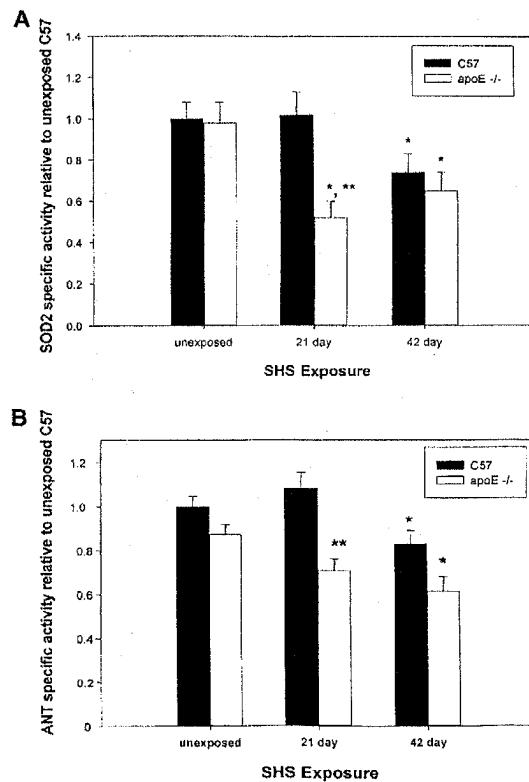 A
SOD2 specific activity relative to unexposed C57
1.4
1.2
1.0
0.8
0.6
0.4
0.2
0.0
C57
apoE -/-
*, **
*
*
unexposed
21 day
42 day
SHS Exposure
B
ANT specific activity relative to unexposed C57
1.2
1.0
0.8
0.6
0.4
0.2
0
C57
apoE -/-
**
*
*
unexposed
21 day
42 day
SHS Exposure